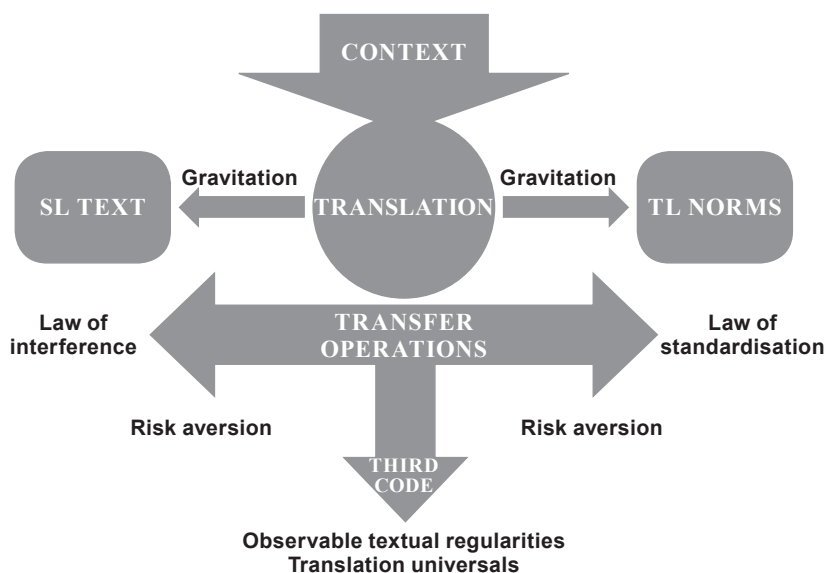 CONTEXT
Gravitation
Gravitation
SL TEXT
TRANSLATION
TL NORMS
Law of
interference
TRANSFER
OPERATIONS
Law of
standardisation
Risk aversion
Risk aversion
THIRD
CODE
Observable textual regularities
Translation universals